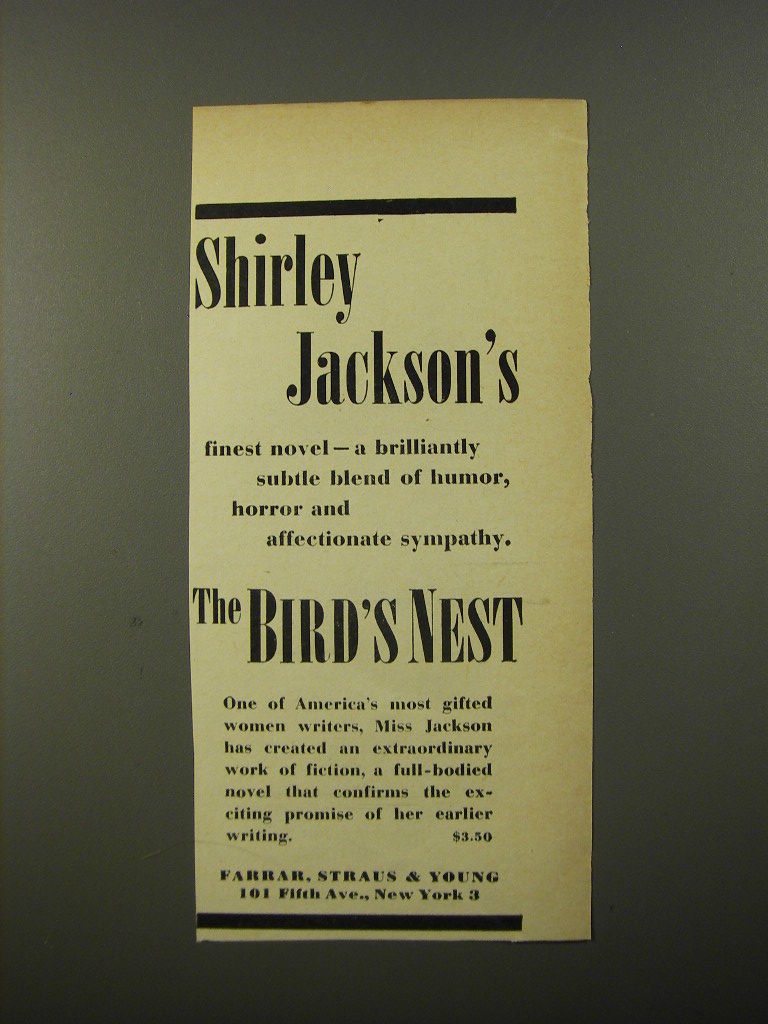 Shirley
Jackson's
finest novel — a brilliantly
subtle blend of humor,
horror and
affectionate sympathy.
The BIRD'S NEST
One of America's most gifted
women writers, Miss Jackson
has created an extraordinary
work of fiction, a full-bodied
novel that confirms the ex-
citing promise of her earlier
writing. $3.50
FARRAR, STRAUS & YOUNG
101 Fifth Ave., New York 3